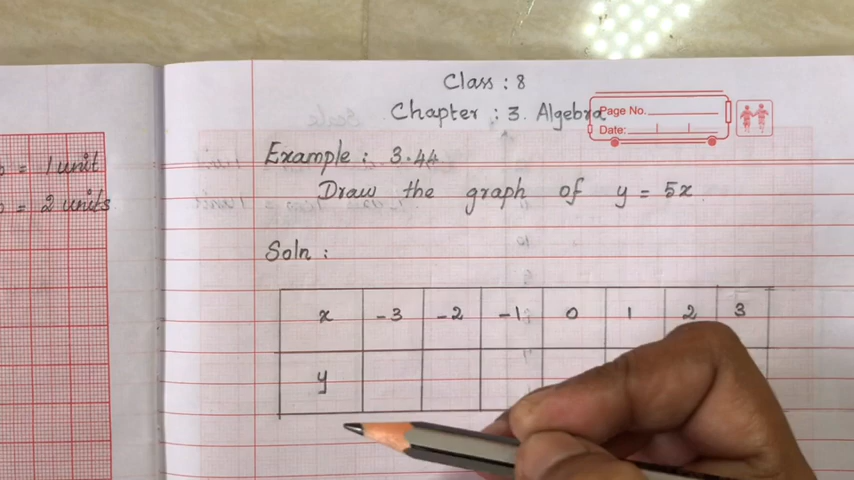 = 1 unit
= 2 units
Class : 8
Chapter : 3. Algebra
Page No.
Date:
Example : 3.44
Draw the graph of y = 5x
Soln :
x -3 -2 -1 0 1 2 3
y